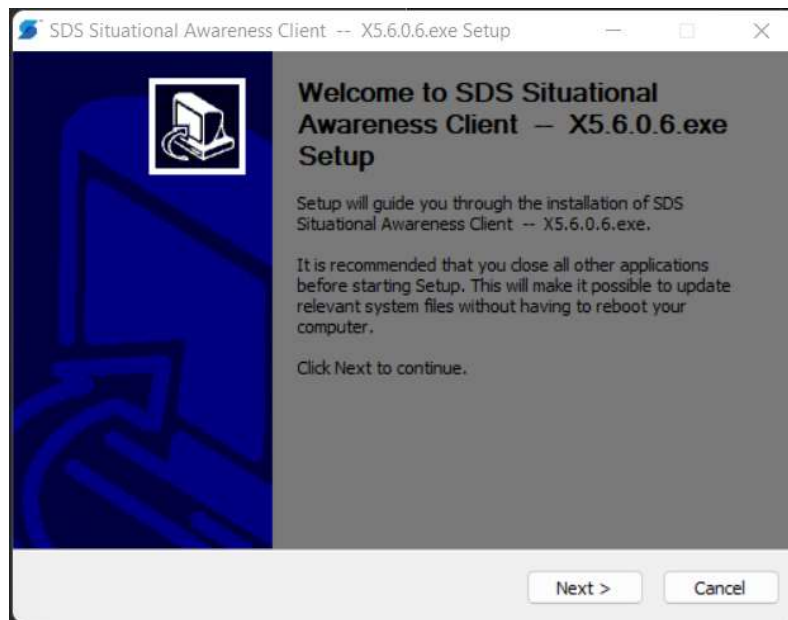 SDS Situational Awareness Client -- X5.6.0.6.exe Setup
Welcome to SDS Situational
Awareness Client -- X5.6.0.6.exe
Setup
Setup will guide you through the installation of SDS
Situational Awareness Client -- X5.6.0.6.exe.
It is recommended that you close all other applications
before starting Setup. This will make it possible to update
relevant system files without having to reboot your
computer.
Click Next to continue.
Next >
Cancel